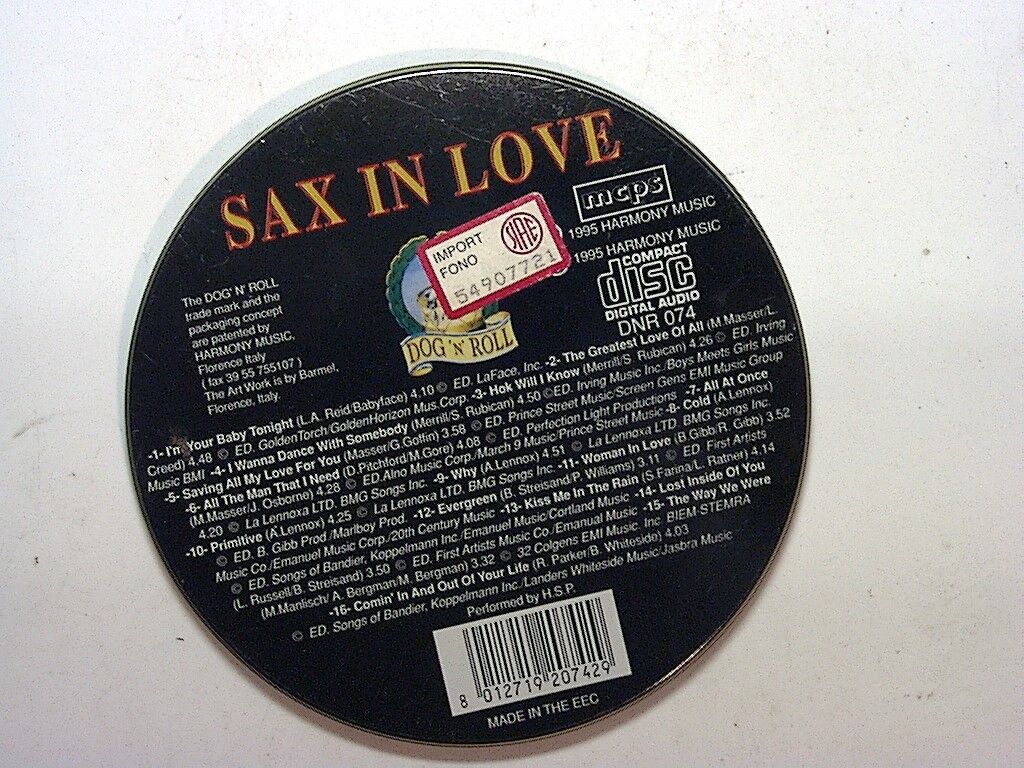 SAX IN LOVE
mcps
1995 HARMONY MUSIC
1995 HARMONY MUSIC
IMPORT
FONO
SIAE
54907721
COMPACT
disc
DIGITAL AUDIO
DNR 074
DOG 'N' ROLL
The DOG' N' ROLL
trade mark and the
packaging concept
are patented by
HARMONY MUSIC,
Florence Italy
( fax 39 55 755107 )
The Art Work is by Barmel,
Florence, Italy.
-1- I'm Your Baby Tonight (L.A. Reid/Babyface) 4.10 © ED. LaFace, Inc. -2- The Greatest Love Of All (M.Masser/L.
Creed) 4.48 © ED. GoldenTorch/GoldenHorizon Mus.Corp. -3- Hok Will I Know (Merrill/S. Rubican) 4.26 © ED. Irving
Music BMI -4- I Wanna Dance With Somebody (Merrill/S. Rubican) 4.50 ©ED. Irving Music Inc./Boys Meets Girls Music
-5- Saving All My Love For You (Masser/G.Goffin) 3.58 © ED. Prince Street Music/Screen Gens EMI Music Group
-6- All The Man That I Need (D.Pitchford/M.Gore) 4.08 © ED. Perfection Light Productions -7- All At Once
(M.Masser/J. Osborne) 4.28 © ED.Alno Music Corp./March 9 Music/Prince Street Music -8- Cold (A.Lennox)
4.20 © La Lennoxa LTD. BMG Songs Inc. -9- Why (A.Lennox) 4.51 © La Lennoxa LTD. BMG Songs Inc.
-10- Primitive (A.Lennox) 4.25 © La Lennoxa LTD. BMG Songs Inc. -11- Woman In Love (B.Gibb/R. Gibb) 3.52
© ED. B. Gibb Prod./Marlboy Prod. -12- Evergreen (B. Streisand/P. Williams) 3.11 © ED. First Artists
Music Co./Emanuel Music Corp./20th Century Music -13- Kiss Me In The Rain (S Farina/L. Ratner) 4.14
© ED. Songs of Bandier, Koppelmann Inc./Emanuel Music/Cortland Music -14- Lost Inside Of You
(L. Russell/B. Streisand) 3.50 © ED. First Artists Music Co./Emanual Music -15- The Way We Were
(M.Manlisch/ A. Bergman/M. Bergman) 3.32 © 32 Colgens EMI Music. Inc BIEM-STEMRA
-16- Comin' In And Out Of Your Life (R. Parker/B. Whiteside) 4.03
© ED. Songs of Bandier, Koppelmann Inc./Landers Whiteside Music/Jasbra Music
Performed by H.S.P.
8 012719 207429
MADE IN THE EEC